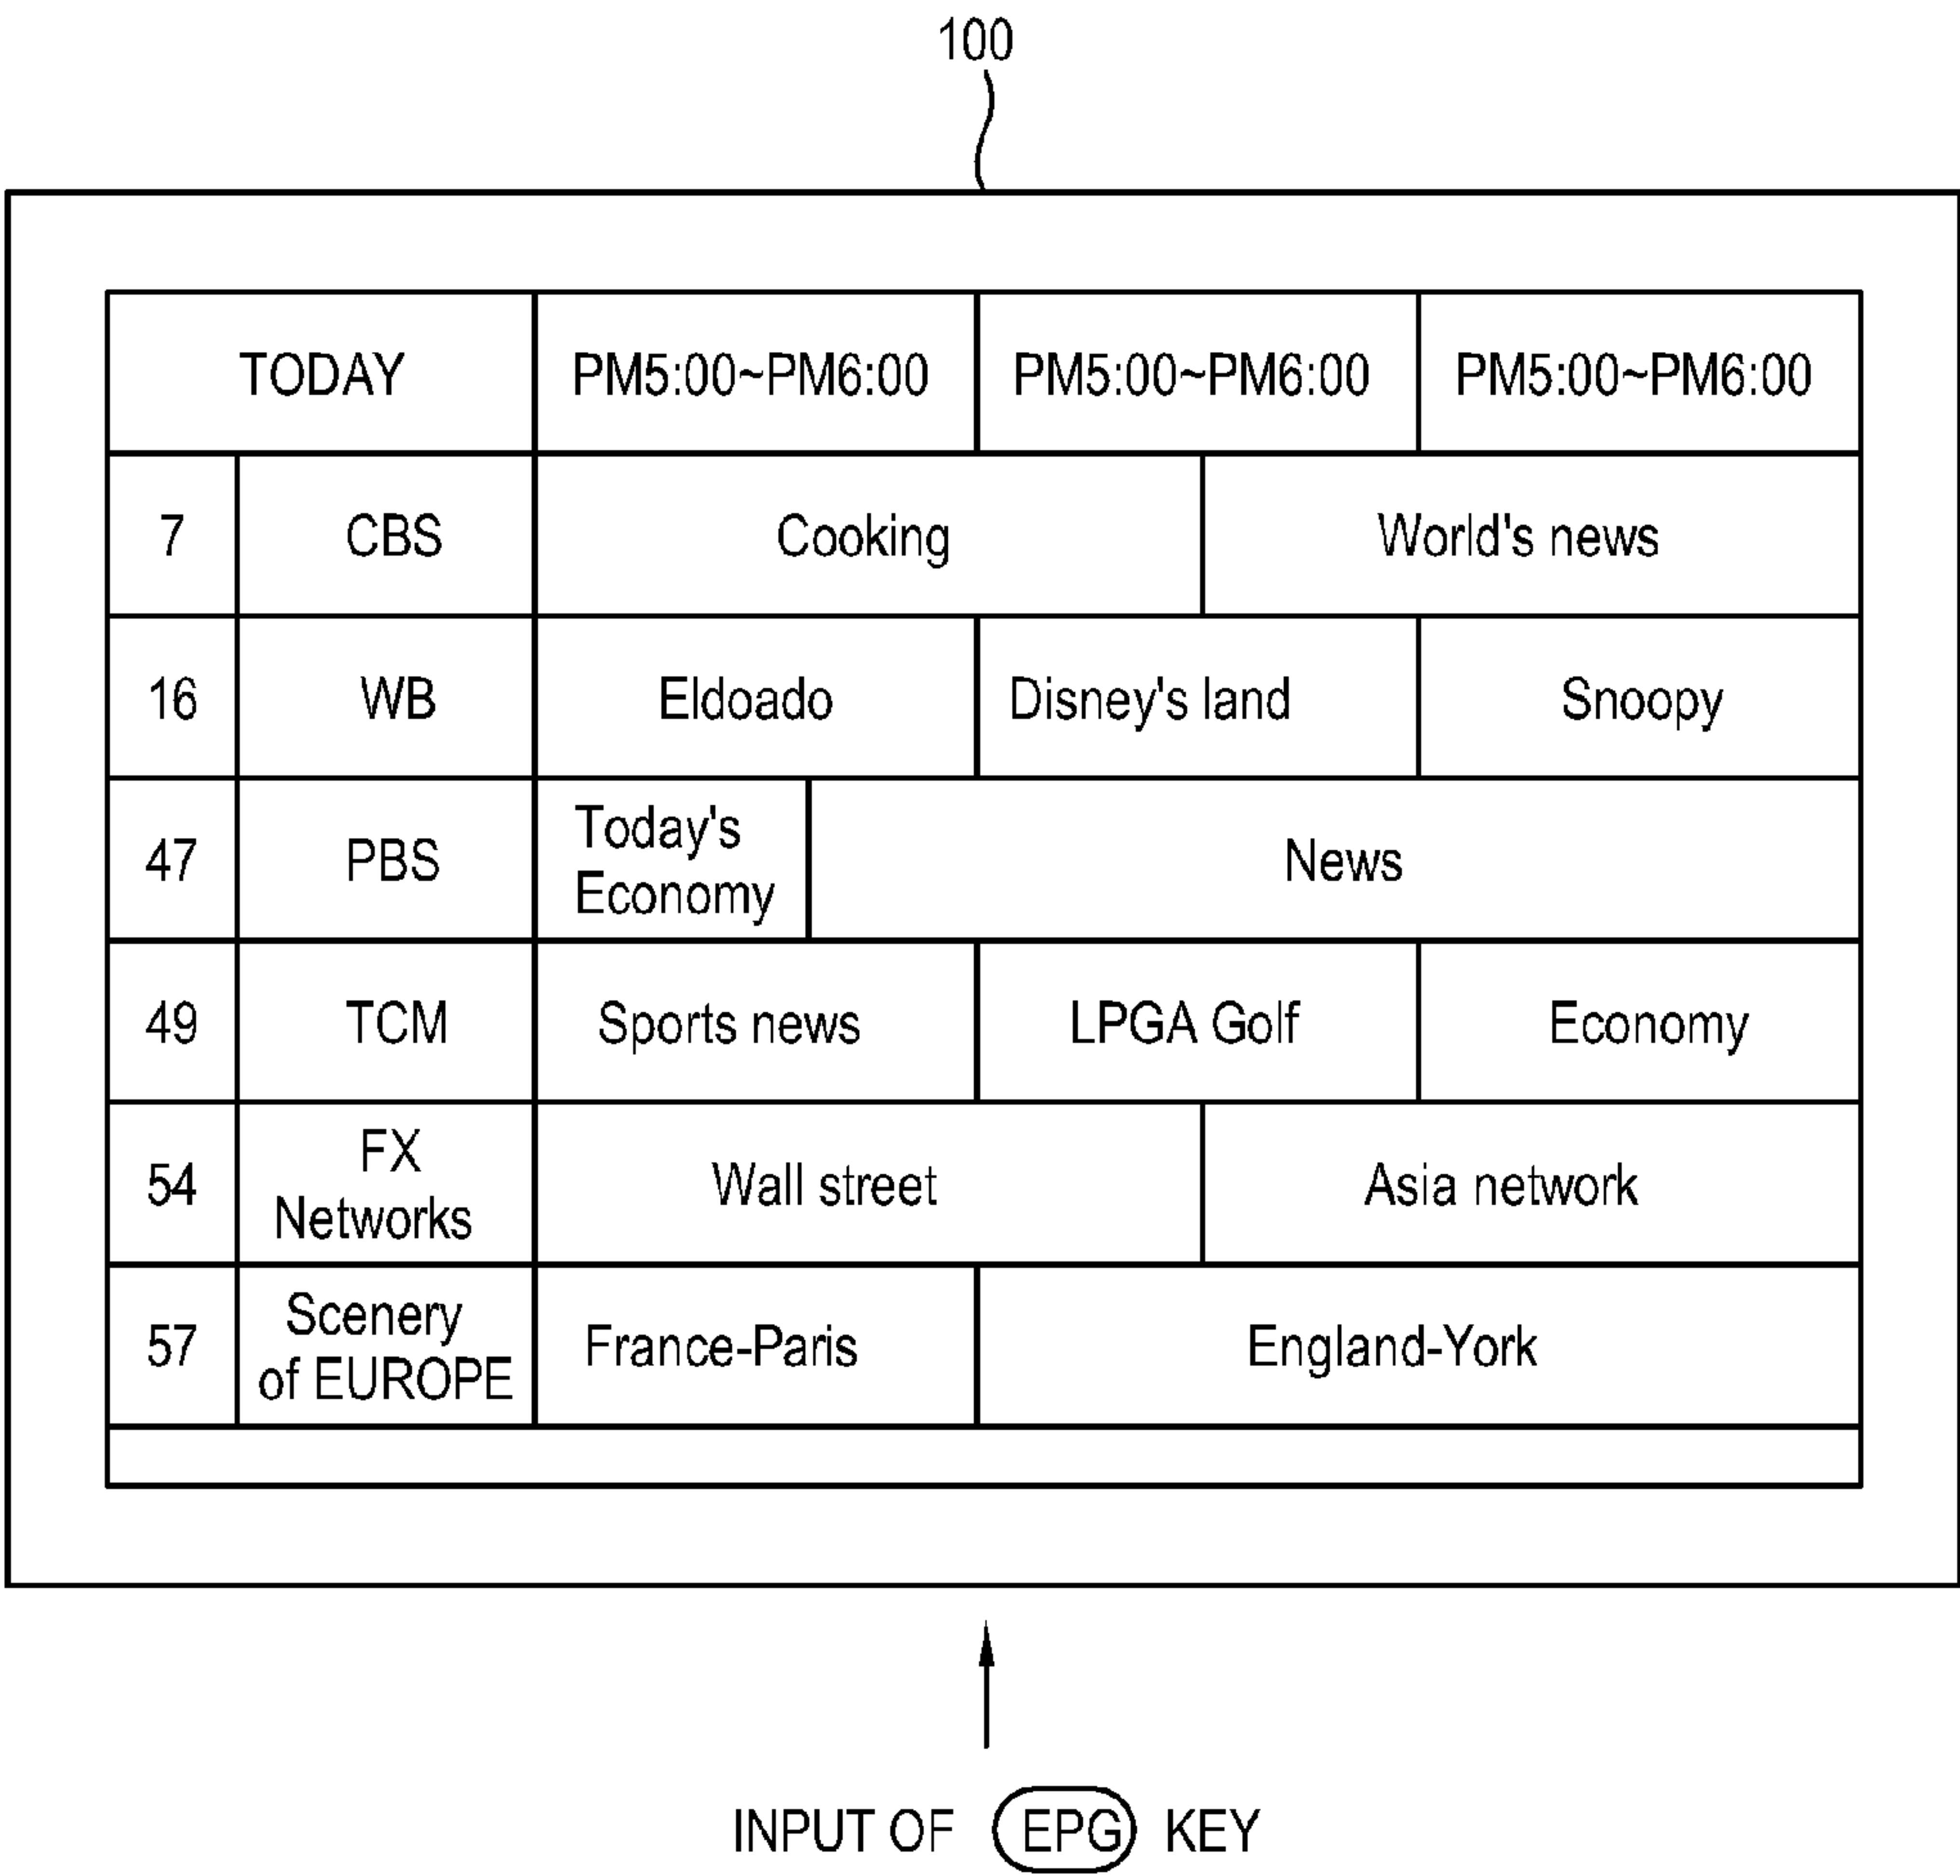 100
TODAY PM5:00~PM6:00 PM5:00~PM6:00 PM5:00~PM6:00
7 CBS Cooking World's news
16 WB Eldoado Disney's land Snoopy
47 PBS Today's
Economy News
49 TCM Sports news LPGA Golf Economy
54 FX
Networks Wall street Asia network
57 Scenery
of EUROPE France-Paris England-York
INPUT OF EPG KEY